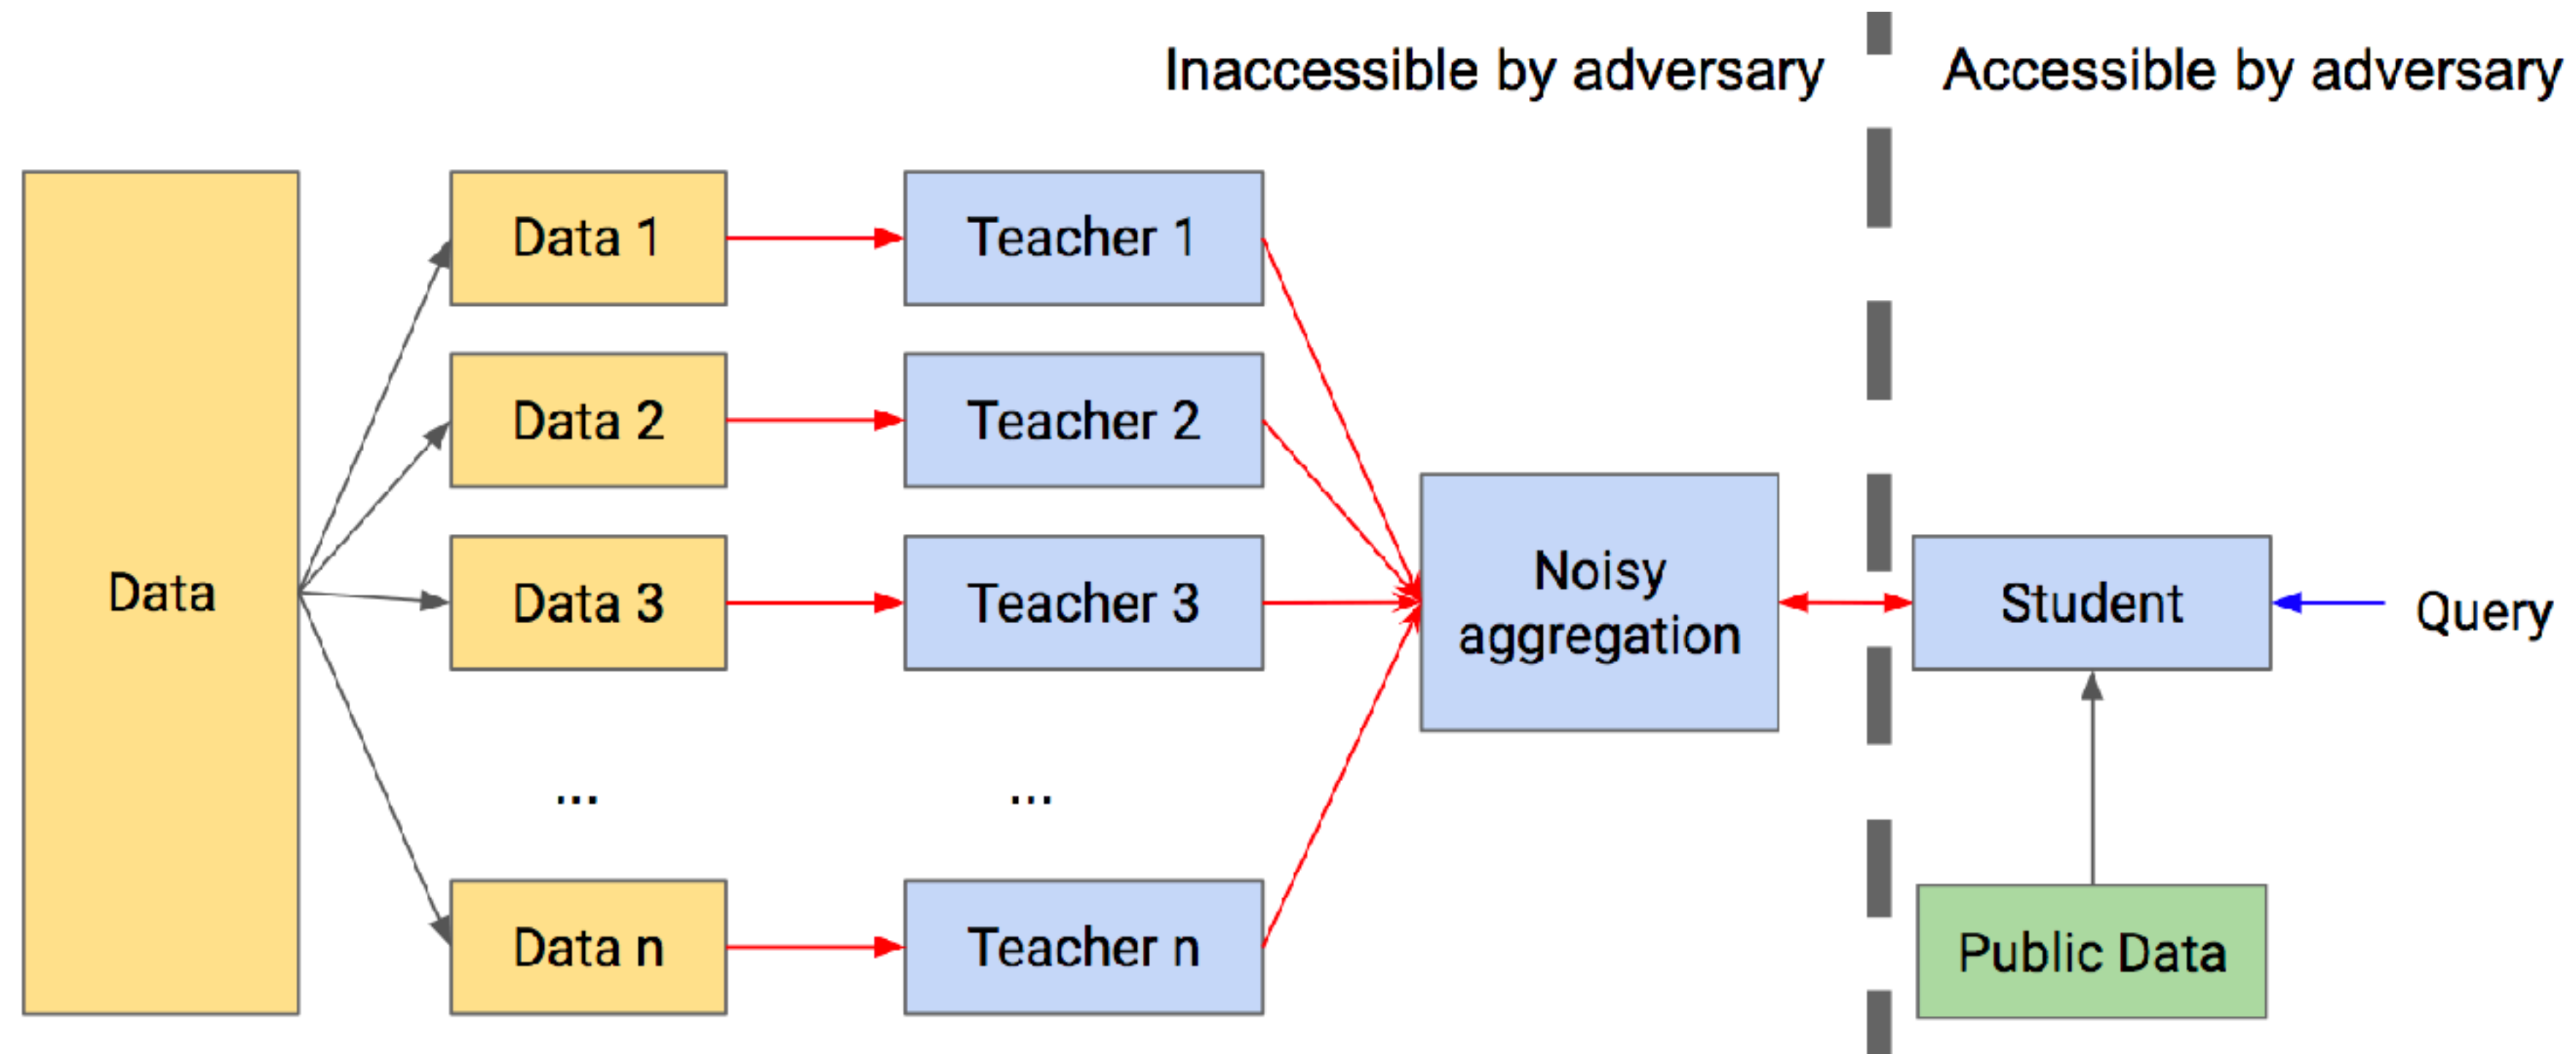 Inaccessible by adversary
Accessible by adversary
Data
Data 1
Teacher 1
Data 2
Teacher 2
Data 3
Teacher 3
Noisy
aggregation
Student
Query
...
...
Data n
Teacher n
Public Data